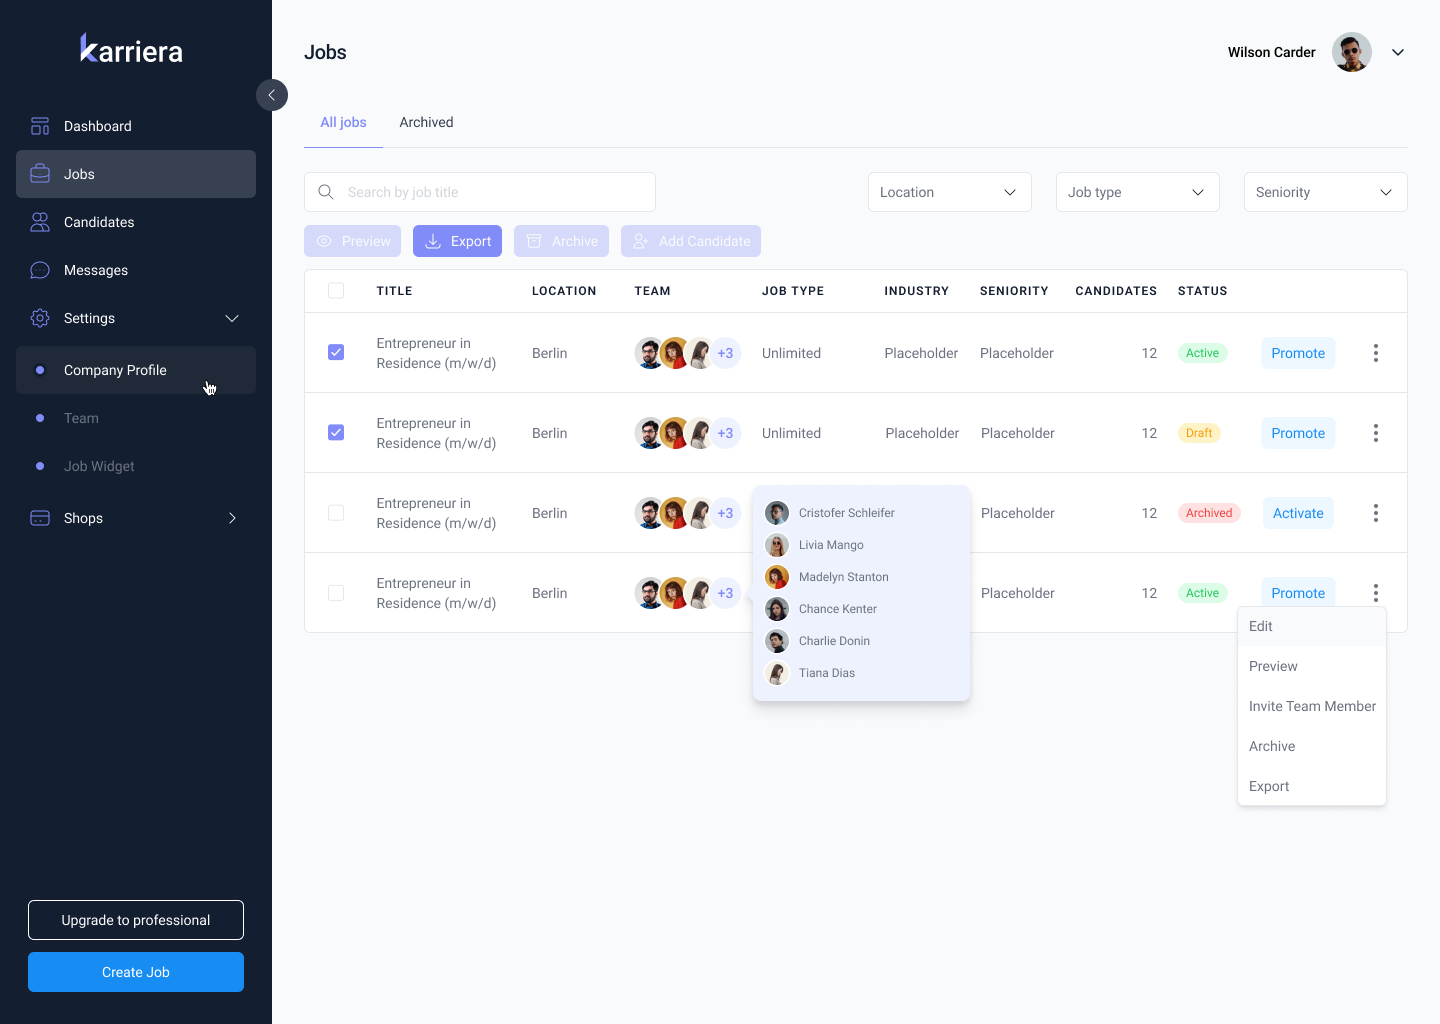 karriera
Dashboard
Jobs
Candidates
Messages
Settings
Company Profile
Team
Job Widget
Shops
Upgrade to professional
Create Job
Jobs
Wilson Carder
All jobs Archived
Search by job title Location Job type Seniority
Preview Export Archive Add Candidate
TITLE LOCATION TEAM JOB TYPE INDUSTRY SENIORITY CANDIDATES STATUS
Entrepreneur in
Residence (m/w/d) Berlin +3 Unlimited Placeholder Placeholder 12 Active Promote
Entrepreneur in
Residence (m/w/d) Berlin +3 Unlimited Placeholder Placeholder 12 Draft Promote
Entrepreneur in
Residence (m/w/d) Berlin +3 Placeholder 12 Archived Activate
Entrepreneur in
Residence (m/w/d) Berlin +3 Placeholder 12 Active Promote
Cristofer Schleifer
Livia Mango
Madelyn Stanton
Chance Kenter
Charlie Donin
Tiana Dias
Edit
Preview
Invite Team Member
Archive
Export